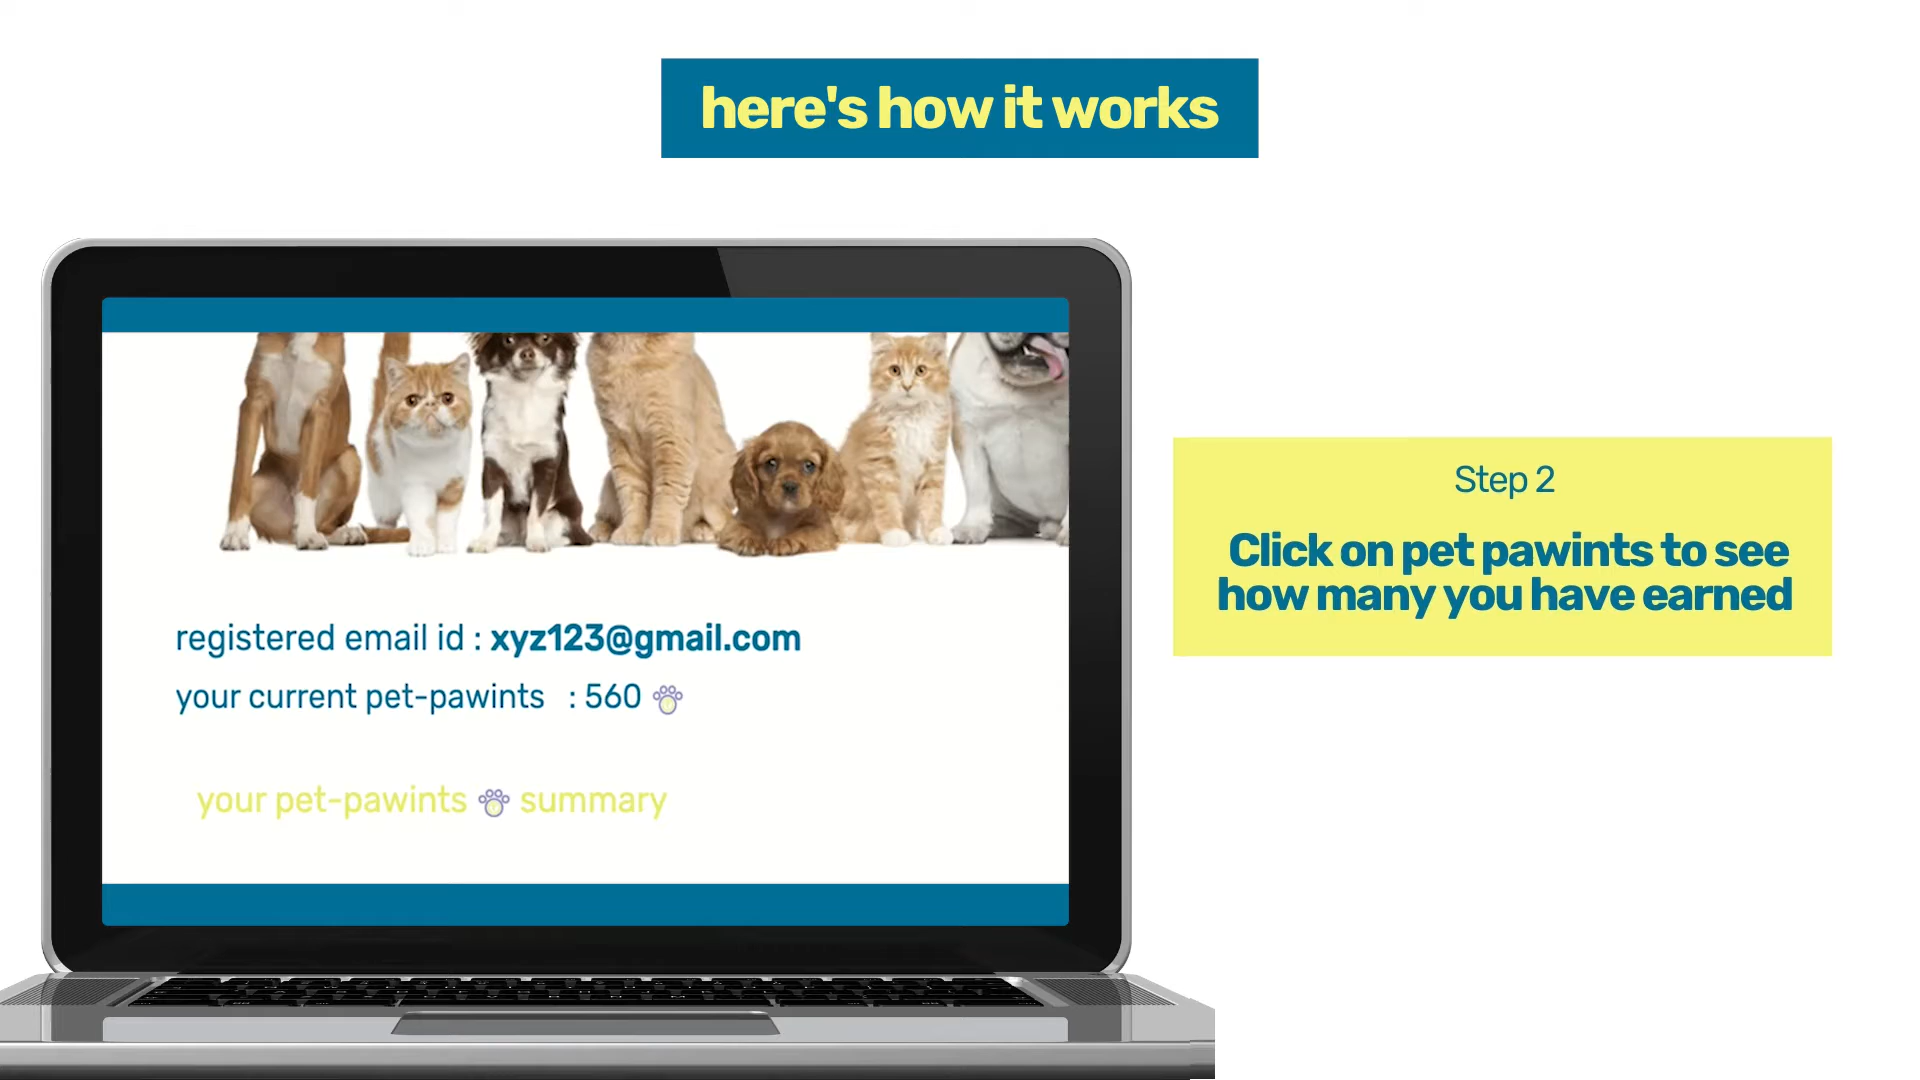 here's how it works
registered email id : xyz123@gmail.com
your current pet-pawints : 560
your pet-pawints summary
Step 2
Click on pet pawints to see
how many you have earned